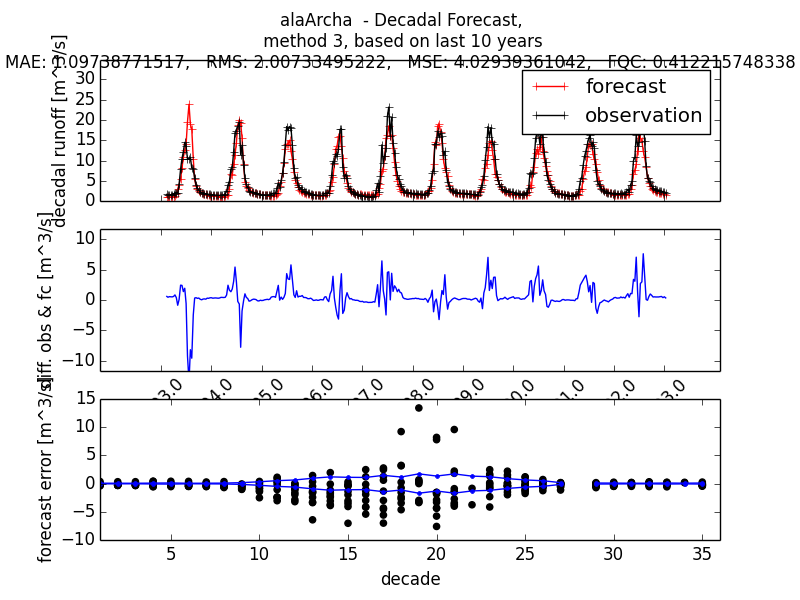 alaArcha  - Decadal Forecast,
method 3, based on last 10 years
MAE: 1.09738771517,   RMS: 2.00733495222,   MSE: 4.02939361042,   FQC: 0.412215748338
decadal runoff [m^3/s]
30
25
20
15
10
5
0
forecast
observation
diff. obs & fc [m^3/s]
10
5
0
−5
−10
forecast error [m^3/s]
15
10
5
0
−5
−10
5 10 15 20 25 30 35
decade